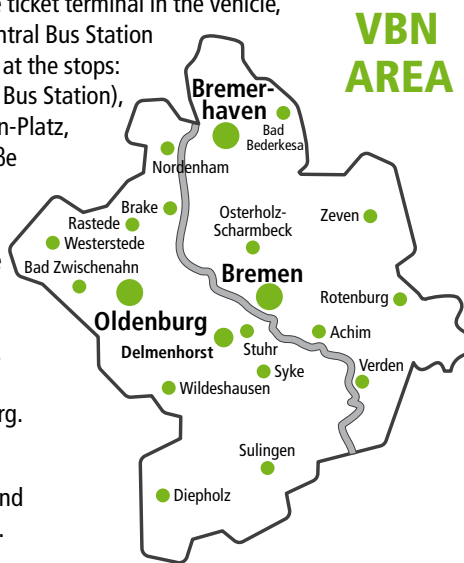 ticket terminal in the vehicle,
ntral Bus Station
at the stops:
Bus Station),
n-Platz,
ße
rg.
nd
.
VBN
AREA
Bremer-
haven
Bad
Bederkesa
Nordenham
Brake
Rastede
Westerstede
Bad Zwischenahn
Osterholz-
Scharmbeck
Zeven
Bremen
Rotenburg
Oldenburg
Delmenhorst
Stuhr
Achim
Syke
Verden
Wildeshausen
Sulingen
Diepholz